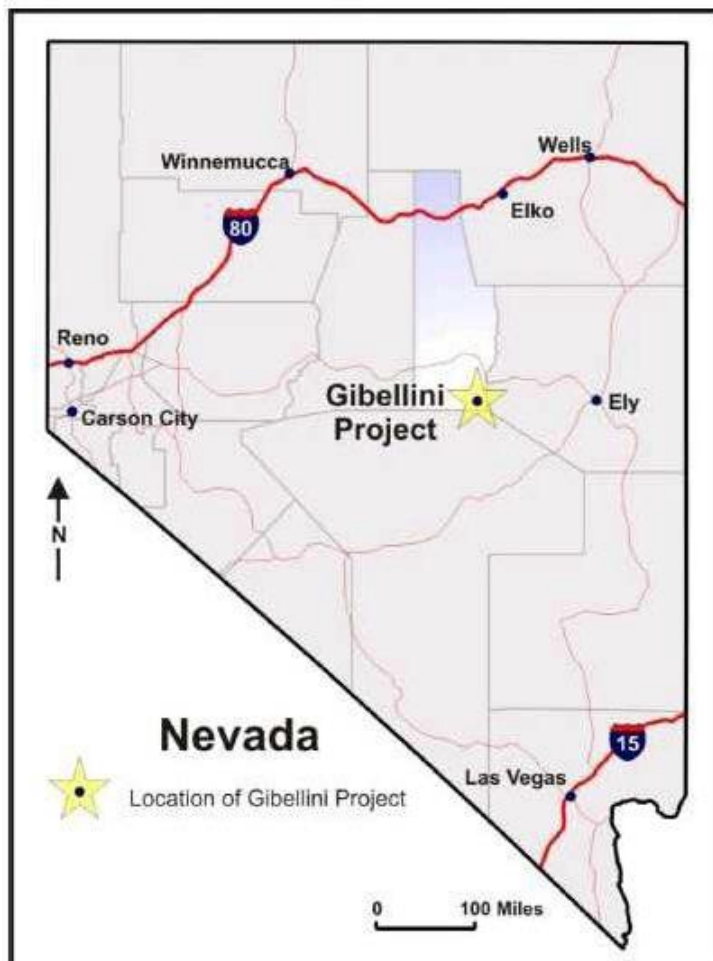 Wells
Winnemucca
Elko
80
Reno
Gibellini
Project
Ely
Carson City
N
Nevada
15
Las Vegas
Location of Gibellini Project
0 100 Miles